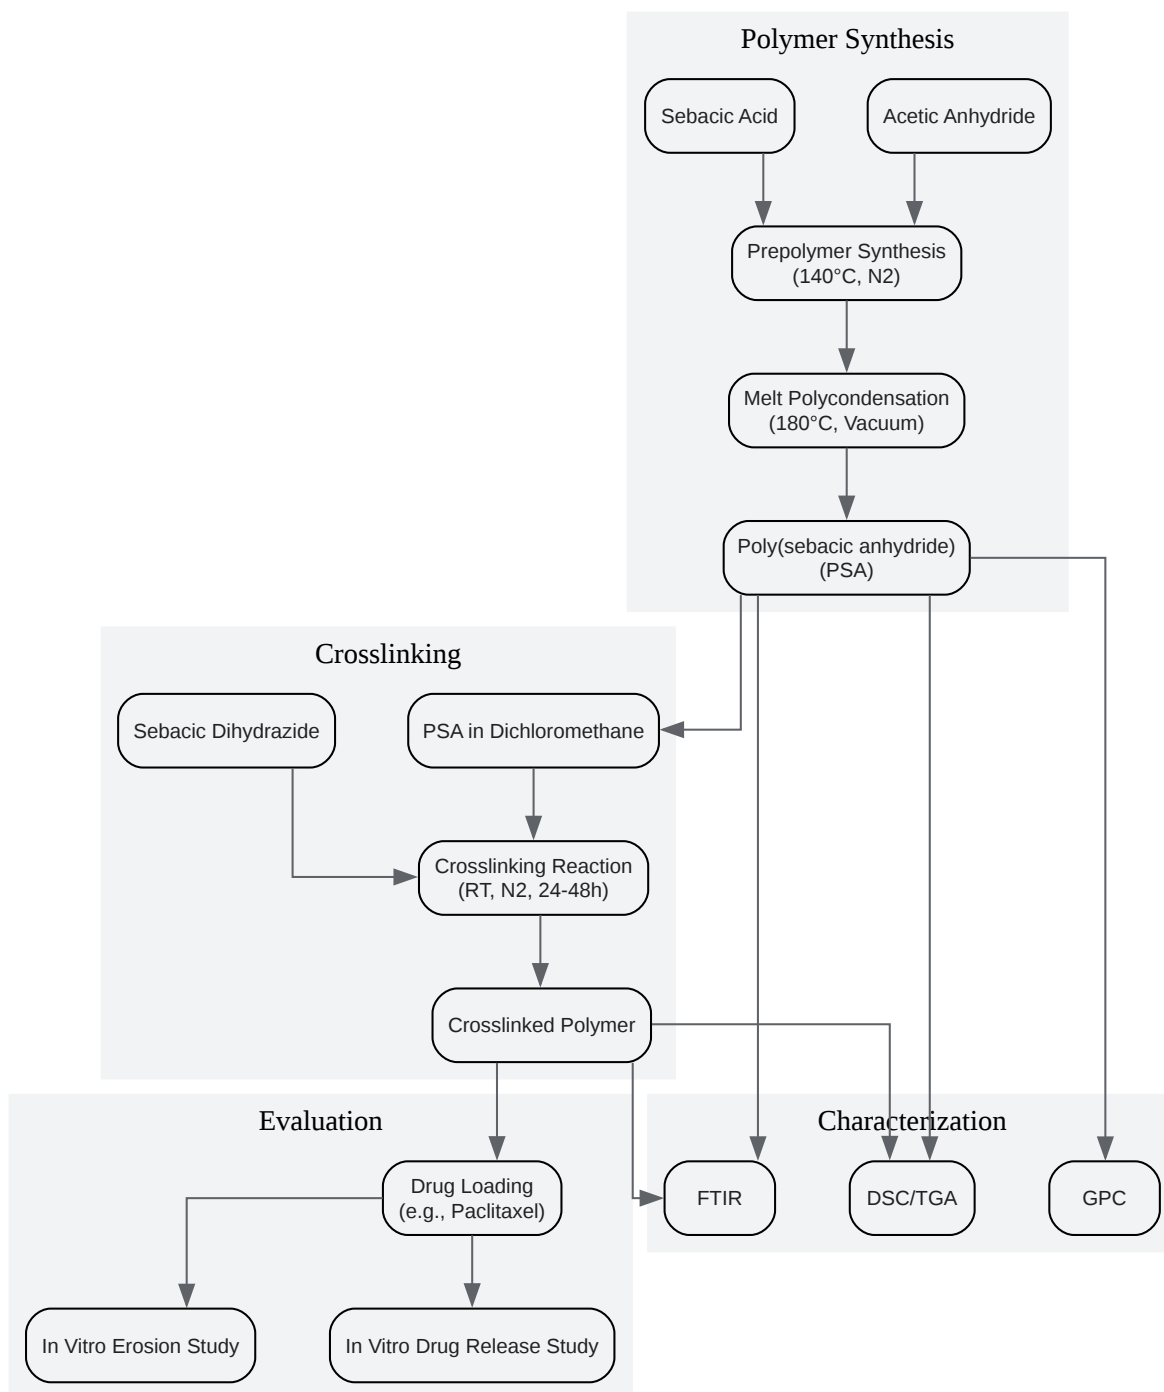 Polymer Synthesis
Sebacic Acid
Acetic Anhydride
Prepolymer Synthesis
(140°C, N2)
Melt Polycondensation
(180°C, Vacuum)
Poly(sebacic anhydride)
(PSA)
Crosslinking
Sebacic Dihydrazide
PSA in Dichloromethane
Crosslinking Reaction
(RT, N2, 24-48h)
Crosslinked Polymer
Evaluation
Drug Loading
(e.g., Paclitaxel)
In Vitro Erosion Study
In Vitro Drug Release Study
Characterization
FTIR
DSC/TGA
GPC